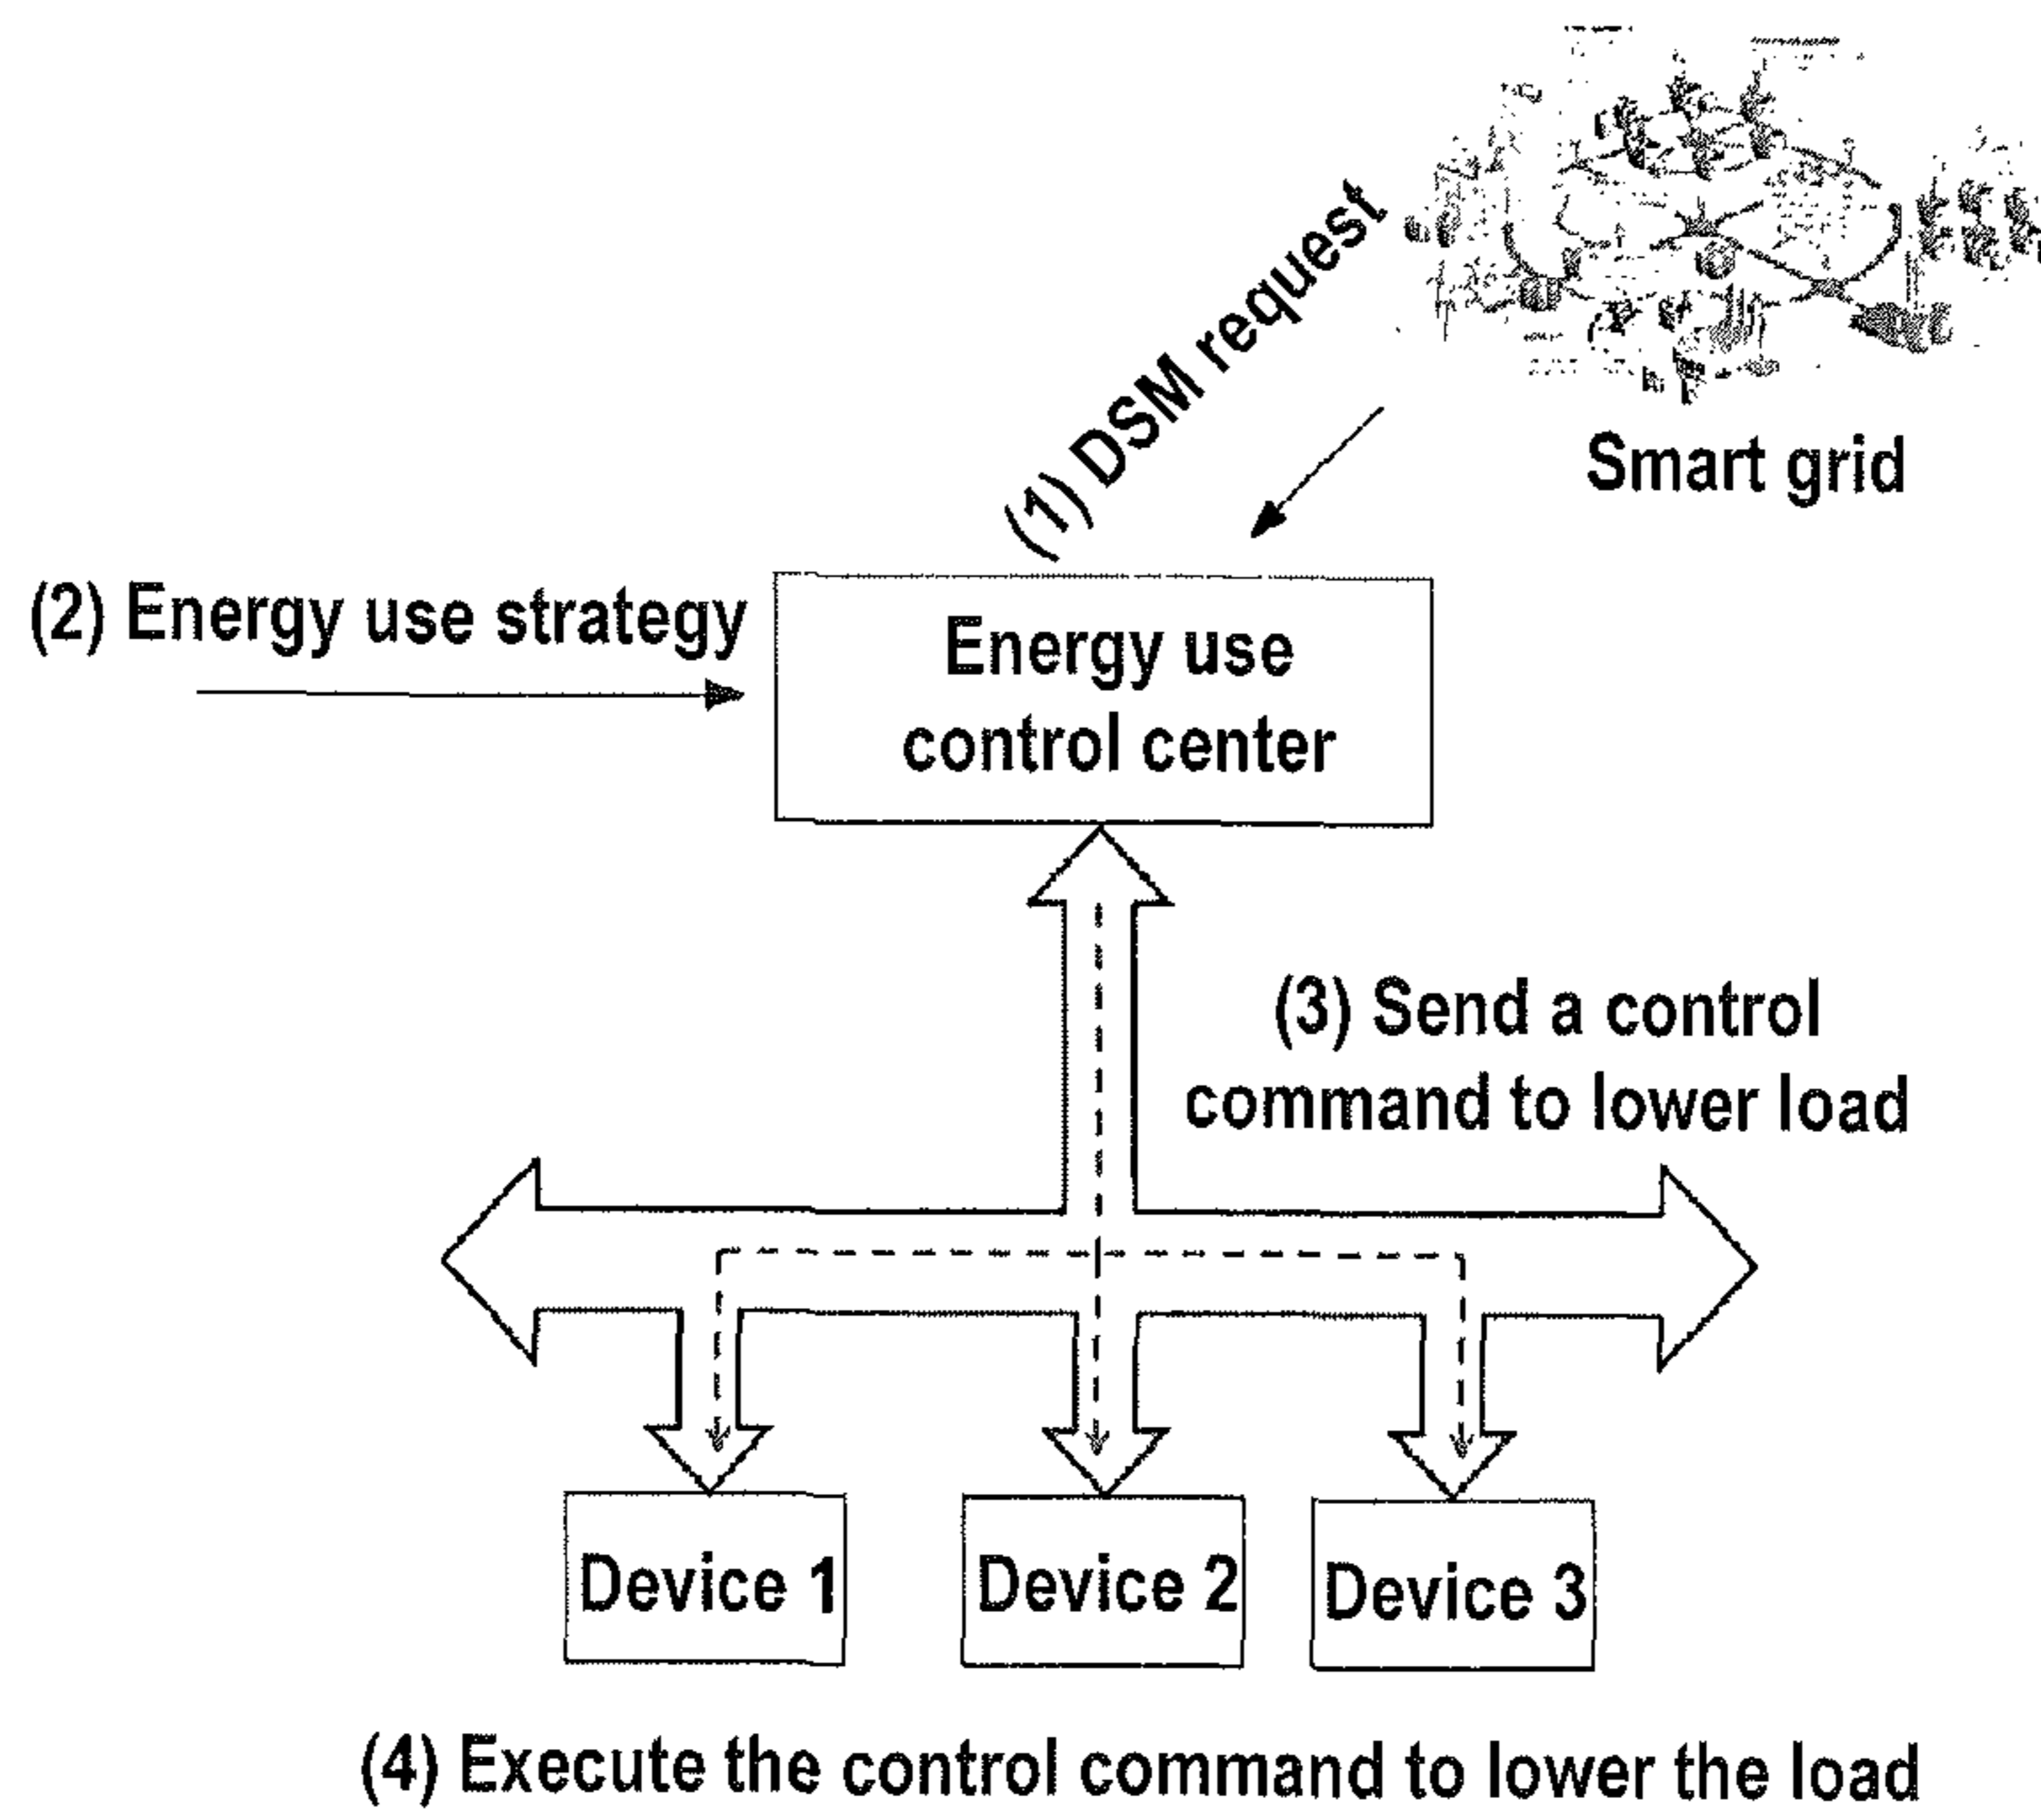 (1) DSM request
Smart grid
(2) Energy use strategy
Energy use
control center
(3) Send a control
command to lower load
Device 1
Device 2
Device 3
(4) Execute the control command to lower the load